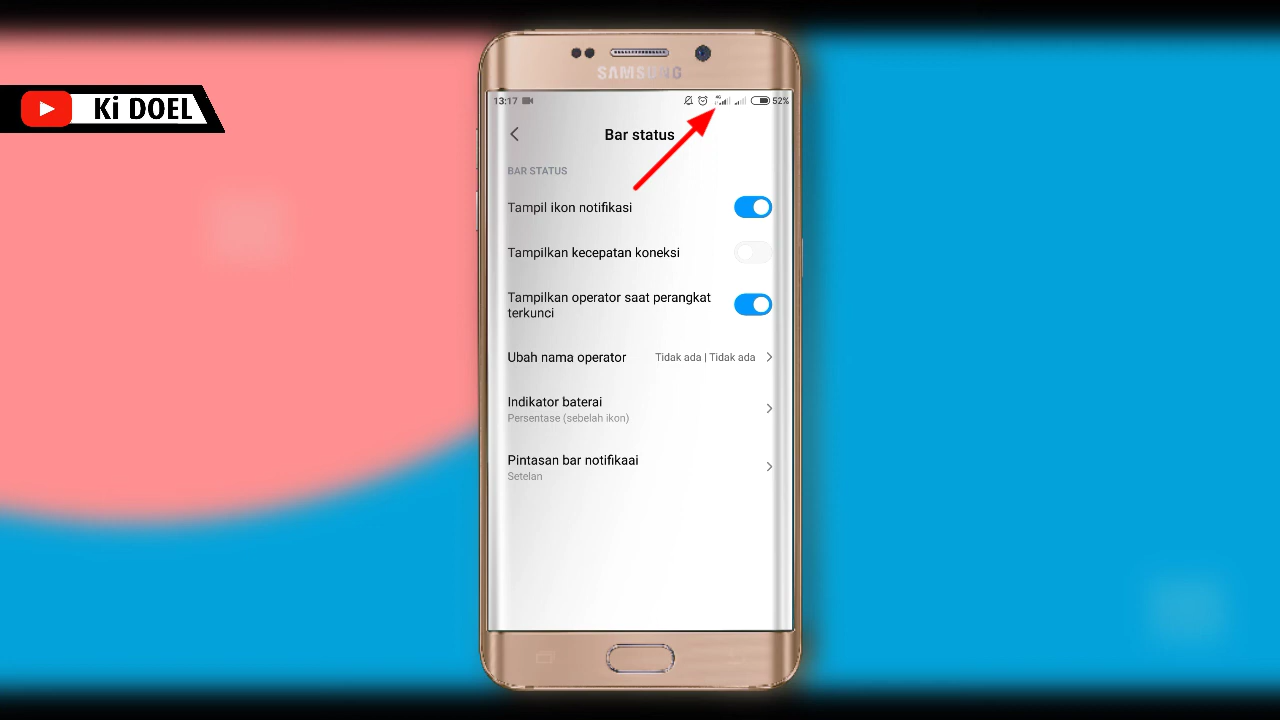 Ki DOEL
SAMSUNG
13:17
4G
52%
Bar status
BAR STATUS
Tampil ikon notifikasi
Tampilkan kecepatan koneksi
Tampilkan operator saat perangkat
terkunci
Ubah nama operator Tidak ada | Tidak ada
Indikator baterai
Persentase (sebelah ikon)
Pintasan bar notifikaai
Setelan